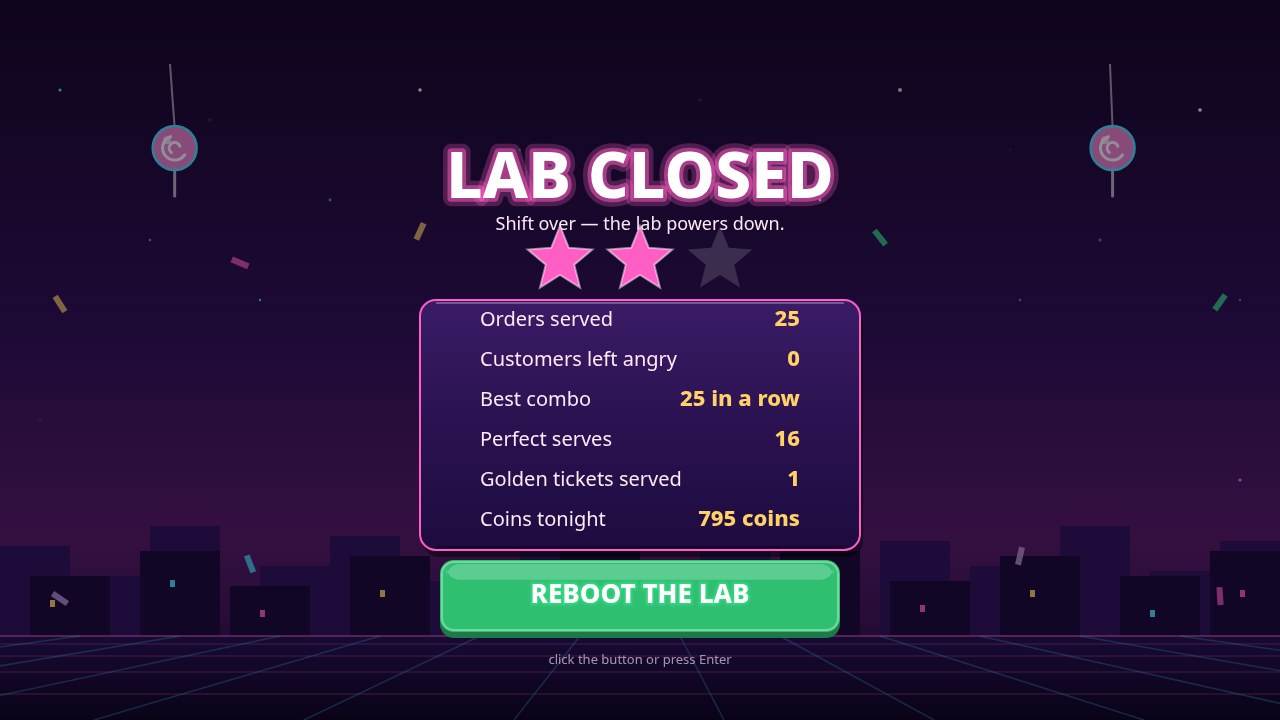 LAB CLOSED
Shift over — the lab powers down.
Orders served 25
Customers left angry 0
Best combo 25 in a row
Perfect serves 16
Golden tickets served 1
Coins tonight 795 coins
REBOOT THE LAB
click the button or press Enter